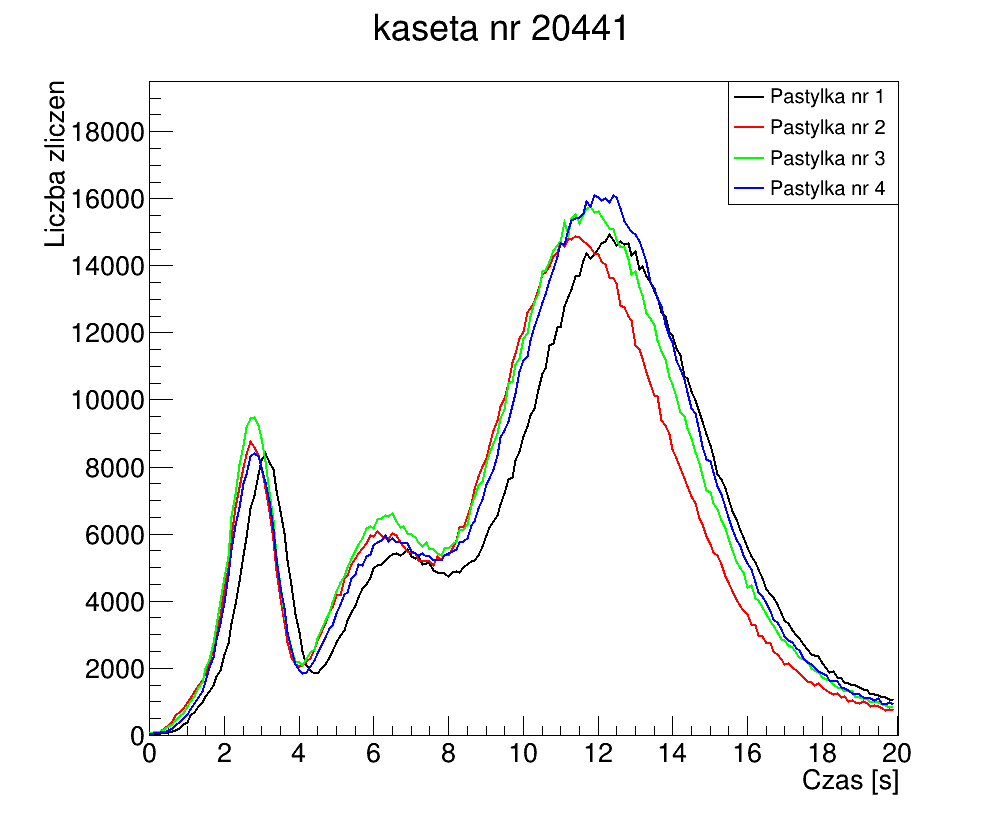 kaseta nr 20441
Liczba zliczen
Pastylka nr 1
Pastylka nr 2
Pastylka nr 3
Pastylka nr 4
18000
16000
14000
12000
10000
8000
6000
4000
2000
0
0 2 4 6 8 10 12 14 16 18 20
Czas [s]